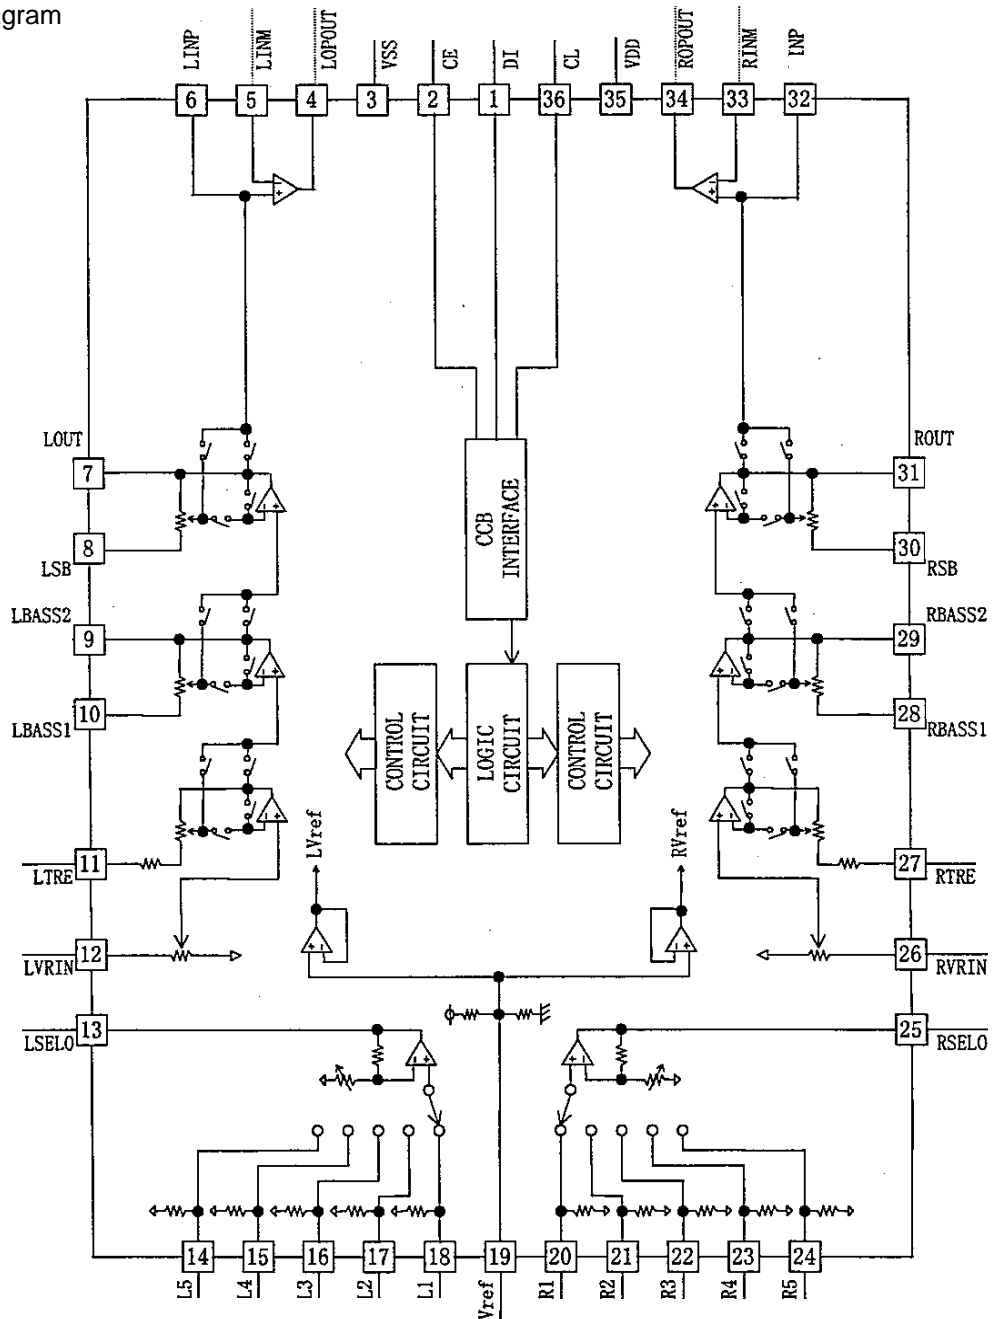 gram
LINP
LINM
LOPOUT
VSS
CE
DI
CL
VDD
ROPOUT
RINM
INP
6
5
4
3
2
1
36
35
34
33
32
LOUT
ROUT
7
31
CCB
INTERFACE
8
30
LSB
RSB
LBASS2
RBASS2
9
29
10
28
LBASS1
RBASS1
CONTROL
CIRCUIT
LOGIC
CIRCUIT
CONTROL
CIRCUIT
LVref
RVref
11
27
LTRE
RTRE
12
26
LVRIN
RVRIN
13
25
LSELO
RSELO
14
15
16
17
18
19
20
21
22
23
24
L5
L4
L3
L2
L1
Vref
R1
R2
R3
R4
R5